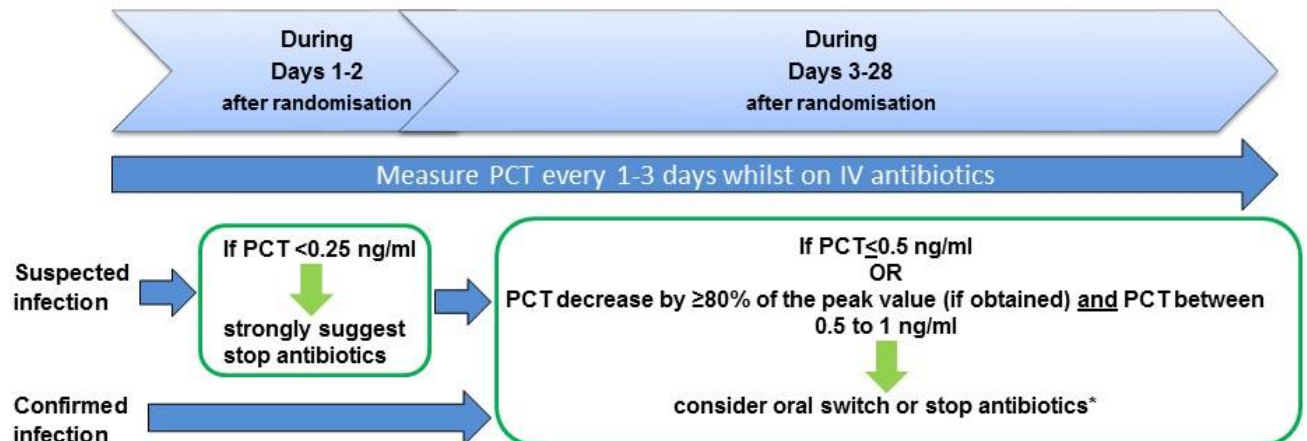 During
Days 1-2
after randomisation
During
Days 3-28
after randomisation
Measure PCT every 1-3 days whilst on IV antibiotics
Suspected
infection
If PCT <0.25 ng/ml
strongly suggest
stop antibiotics
If PCT≤0.5 ng/ml
OR
PCT decrease by ≥80% of the peak value (if obtained) and PCT between
0.5 to 1 ng/ml
consider oral switch or stop antibiotics*
Confirmed
infection